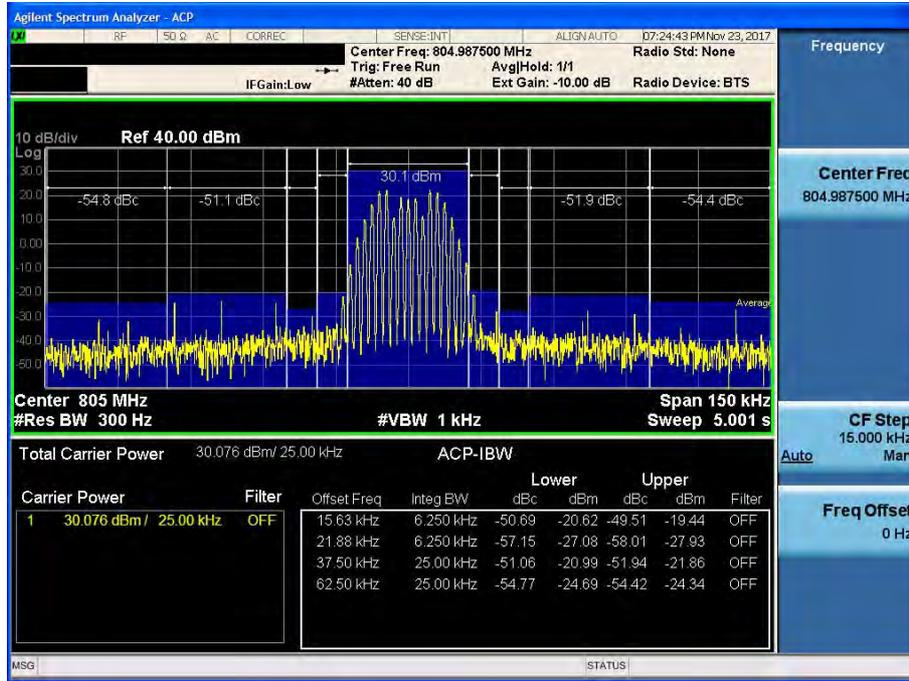 Agilent Spectrum Analyzer - ACP
LXI RF 50 Ω AC CORREC SENSE:INT ALIGN AUTO 07:24:43 PM Nov 23, 2017
Center Freq: 804.987500 MHz Radio Std: None
Trig: Free Run Avg|Hold: 1/1
IFGain:Low #Atten: 40 dB Ext Gain: -10.00 dB Radio Device: BTS
10 dB/div Ref 40.00 dBm
Log
30.0 30.1 dBm
20.0 -54.8 dBc -51.1 dBc -51.9 dBc -54.4 dBc
10.0
0.00
-10.0
-20.0
Average
-30.0
-40.0
-50.0
Center 805 MHz Span 150 kHz
#Res BW 300 Hz #VBW 1 kHz Sweep 5.001 s
Total Carrier Power 30.076 dBm/ 25.00 kHz ACP-IBW
Lower Upper
Carrier Power Filter Offset Freq Integ BW dBc dBm dBc dBm Filter
1 30.076 dBm / 25.00 kHz OFF 15.63 kHz 6.250 kHz -50.69 -20.62 -49.51 -19.44 OFF
21.88 kHz 6.250 kHz -57.15 -27.08 -58.01 -27.93 OFF
37.50 kHz 25.00 kHz -51.06 -20.99 -51.94 -21.86 OFF
62.50 kHz 25.00 kHz -54.77 -24.69 -54.42 -24.34 OFF
MSG STATUS
Frequency
Center Freq
804.987500 MHz
CF Step
15.000 kHz
Auto Man
Freq Offset
0 Hz